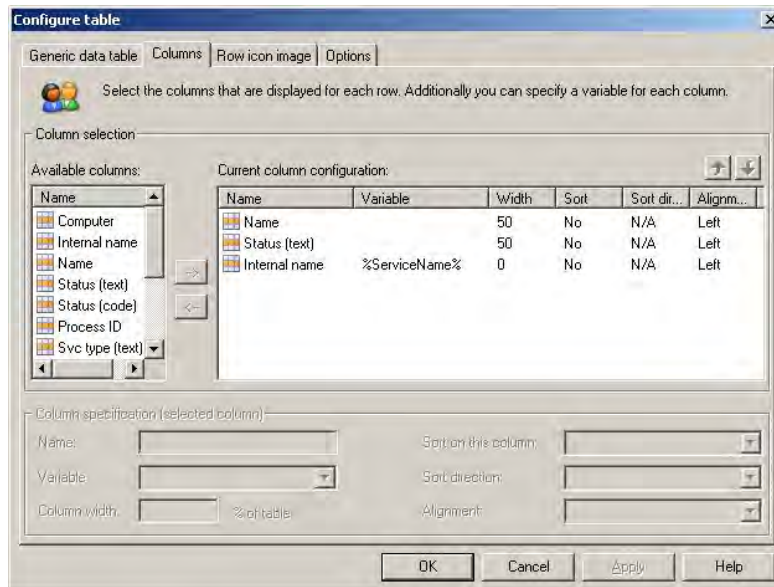 Configure table
Generic data table Columns Row icon image Options
Select the columns that are displayed for each row. Additionally you can specify a variable for each column.
Column selection
Available columns:
Current column configuration:
Name
Computer
Internal name
Name
Status (text)
Status (code)
Process ID
Svc type (text)
Name Variable Width Sort Sort dir... Alignm...
Name 50 No N/A Left
Status (text) 50 No N/A Left
Internal name %ServiceName% 0 No N/A Left
Column specification (selected column)
Name: Sort on this column:
Variable Sort direction:
Column width: % of table Alignment
OK Cancel Apply Help